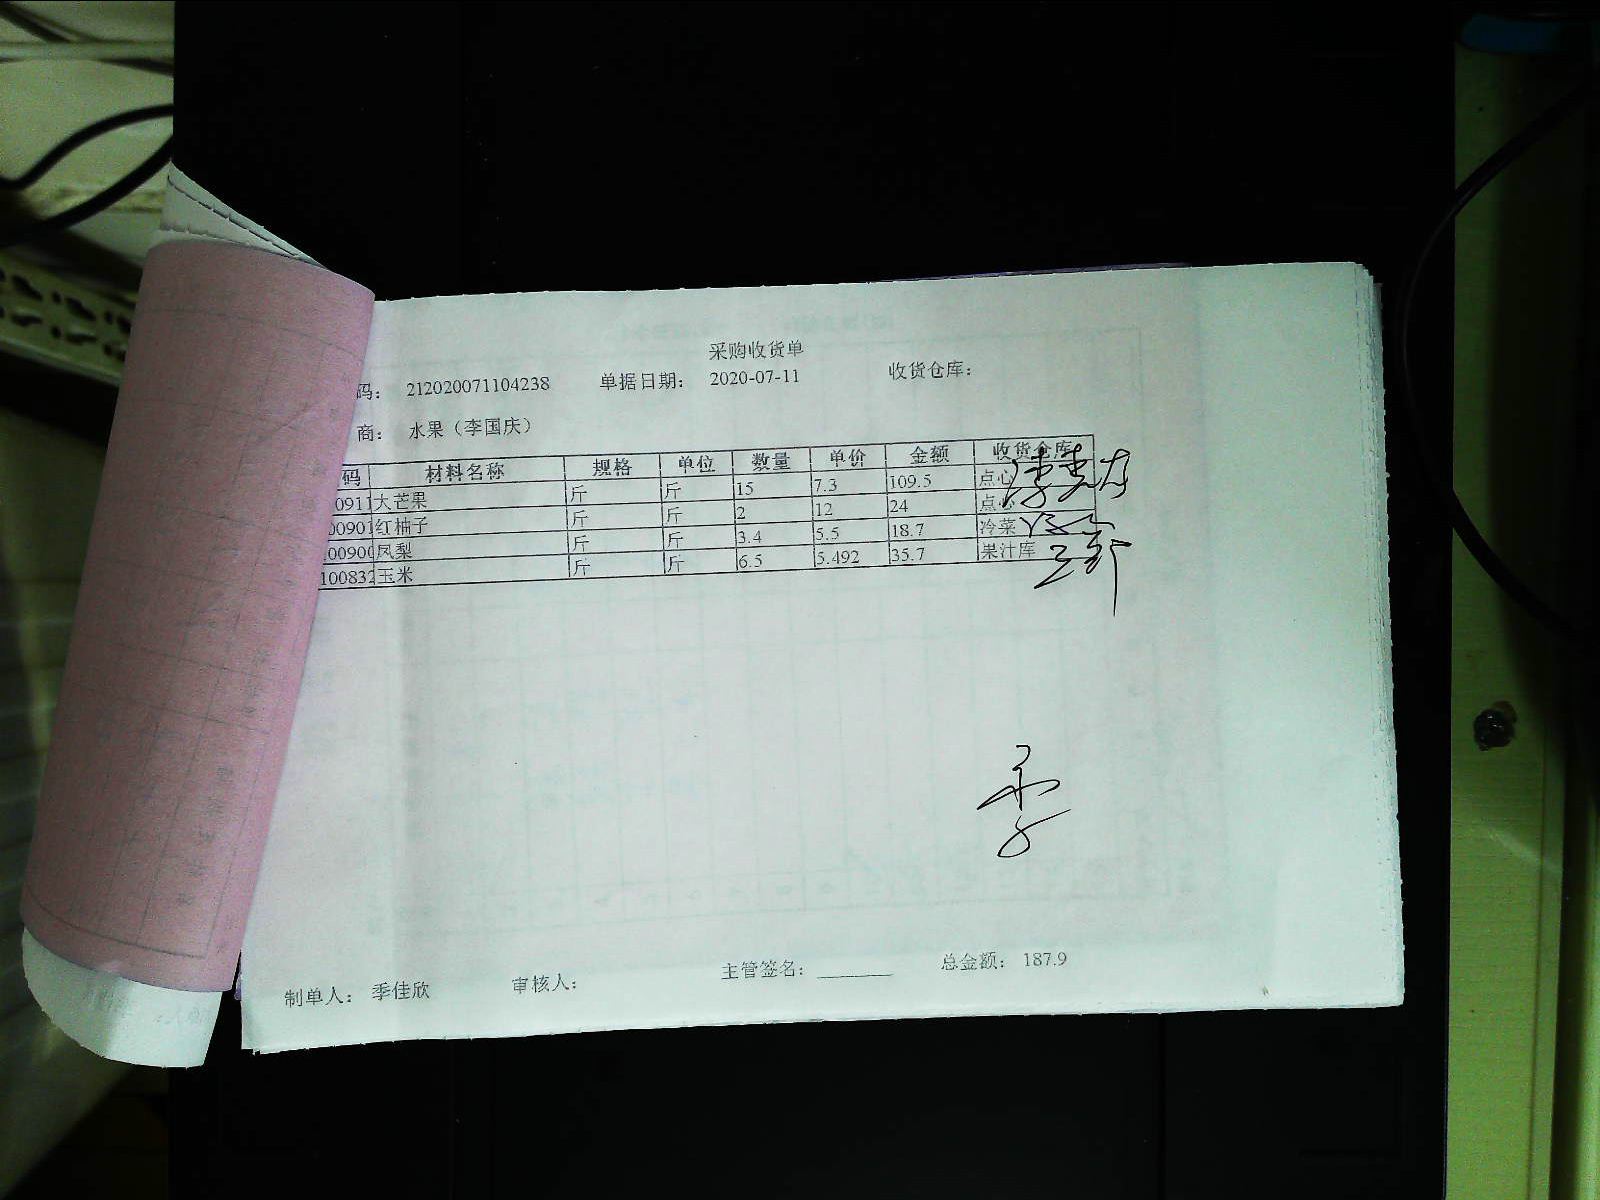 采购收货单
码： 212020071104238 单据日期： 2020-07-11 收货仓库：
商： 水果（李国庆）
码 材料名称 规格 单位 数量 单价 金额 收货仓库
0911 大芒果 斤 斤 15 7.3 109.5 点心
00901 红柚子 斤 斤 2 12 24 点心
00900 凤梨 斤 斤 3.4 5.5 18.7 冷菜
100832 玉米 斤 斤 6.5 5.492 35.7 果汁库
制单人： 季佳欣 审核人： 主管签名： 总金额： 187.9